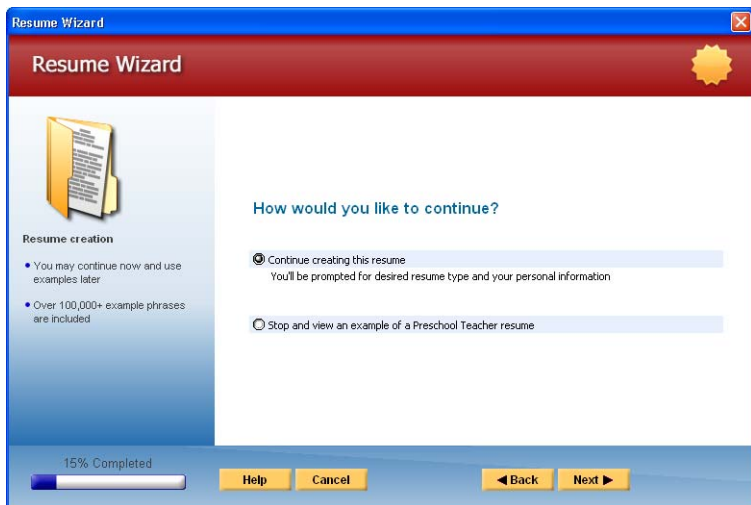 Resume Wizard
Resume Wizard
Resume creation
You may continue now and use
examples later
Over 100,000+ example phrases
are included
How would you like to continue?
Continue creating this resume
You'll be prompted for desired resume type and your personal information
Stop and view an example of a Preschool Teacher resume
15% Completed
Help Cancel Back Next